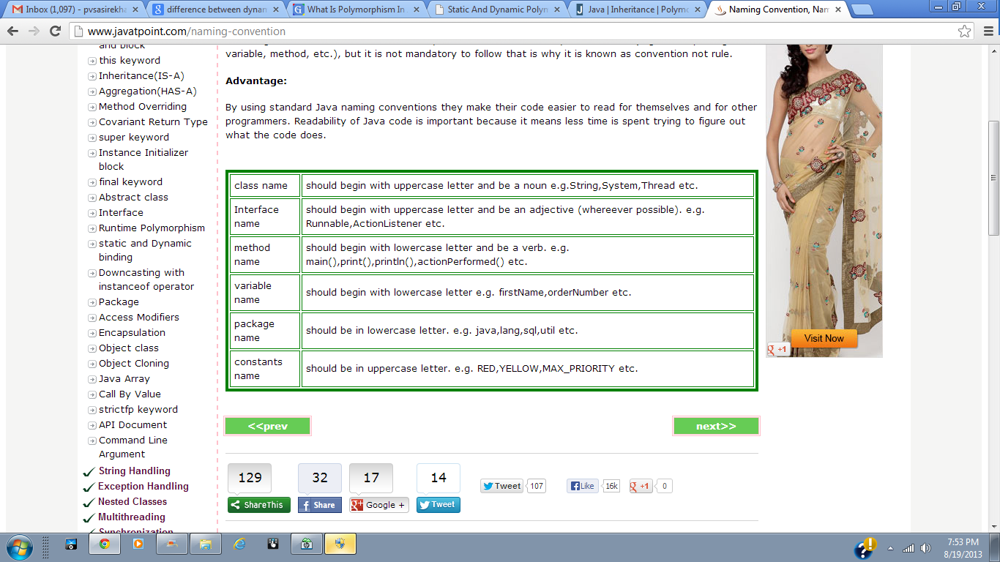 Inbox (1,097) - pvsasirekha
difference between dynam
What Is Polymorphism In J
Static And Dynamic Polym
Java | Inheritance | Polymo
Naming Convention, Nam
www.javatpoint.com/naming-convention
and block
this keyword
Inheritance(IS-A)
Aggregation(HAS-A)
Method Overriding
Covariant Return Type
super keyword
Instance Initializer
block
final keyword
Abstract class
Interface
Runtime Polymorphism
static and Dynamic
binding
Downcasting with
instanceof operator
Package
Access Modifiers
Encapsulation
Object class
Object Cloning
Java Array
Call By Value
strictfp keyword
API Document
Command Line
Argument
String Handling
Exception Handling
Nested Classes
Multithreading
Synchronization
variable, method, etc.), but it is not mandatory to follow that is why it is known as convention not rule.
Advantage:
By using standard Java naming conventions they make their code easier to read for themselves and for other
programmers. Readability of Java code is important because it means less time is spent trying to figure out
what the code does.
class name should begin with uppercase letter and be a noun e.g.String,System,Thread etc.
Interface should begin with uppercase letter and be an adjective (whereever possible). e.g.
name Runnable,ActionListener etc.
method should begin with lowercase letter and be a verb. e.g.
name main(),print(),println(),actionPerformed() etc.
variable
name should begin with lowercase letter e.g. firstName,orderNumber etc.
package
name should be in lowercase letter. e.g. java,lang,sql,util etc.
constants
name should be in uppercase letter. e.g. RED,YELLOW,MAX_PRIORITY etc.
<<prev next>>
129 32 17 14
Tweet 107 Like 16k +1 0
ShareThis Share Google + Tweet
Visit Now
+1
7:53 PM
8/19/2013